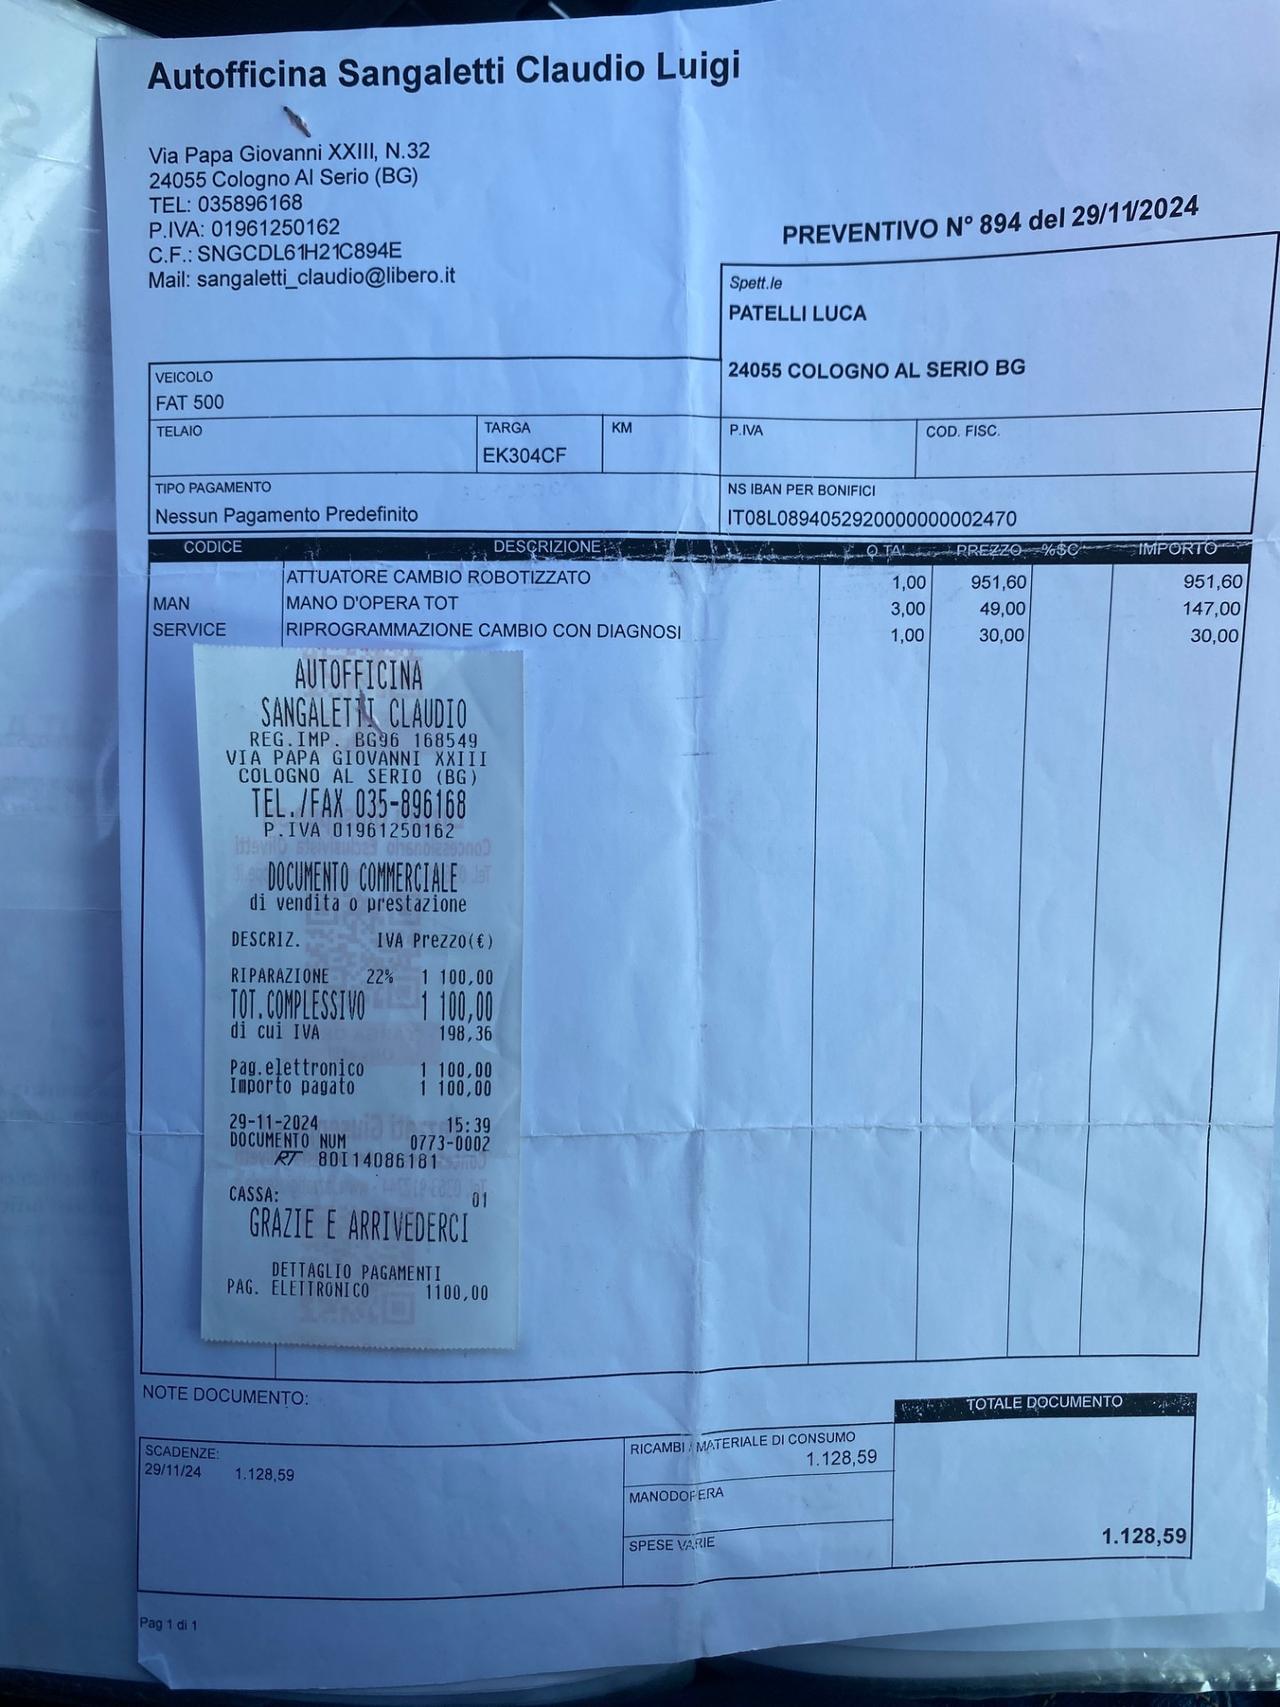 Autofficina Sangaletti Claudio Luigi
Via Papa Giovanni XXIII, N.32
24055 Cologno Al Serio (BG)
TEL: 035896168
P.IVA: 01961250162
C.F.: SNGCDL61H21C894E
Mail: sangaletti_claudio@libero.it
PREVENTIVO N° 894 del 29/11/2024
Spett.le
PATELLI LUCA
24055 COLOGNO AL SERIO BG
VEICOLO
FAT 500
TELAIO TARGA KM P.IVA COD. FISC.
EK304CF
TIPO PAGAMENTO NS IBAN PER BONIFICI
Nessun Pagamento Predefinito IT08L0894052920000000002470
CODICE DESCRIZIONE Q.TA' PREZZO %SC IMPORTO
ATTUATORE CAMBIO ROBOTIZZATO 1,00 951,60 951,60
MAN MANO D'OPERA TOT 3,00 49,00 147,00
SERVICE RIPROGRAMMAZIONE CAMBIO CON DIAGNOSI 1,00 30,00 30,00
AUTOFFICINA
SANGALETTI CLAUDIO
REG.IMP. BG96 168549
VIA PAPA GIOVANNI XXIII
COLOGNO AL SERIO (BG)
TEL./FAX 035-896168
P.IVA 01961250162
DOCUMENTO COMMERCIALE
di vendita o prestazione
DESCRIZ. IVA Prezzo(€)
RIPARAZIONE 22% 1 100,00
TOT.COMPLESSIVO 1 100,00
di cui IVA 198,36
Pag.elettronico 1 100,00
Importo pagato 1 100,00
29-11-2024 15:39
DOCUMENTO NUM 0773-0002
RT 80I14086181
CASSA: 01
GRAZIE E ARRIVEDERCI
DETTAGLIO PAGAMENTI
PAG. ELETTRONICO 1100,00
NOTE DOCUMENTO:
TOTALE DOCUMENTO
SCADENZE:
29/11/24 1.128,59
RICAMBI / MATERIALE DI CONSUMO
1.128,59
MANODOPERA
SPESE VARIE
1.128,59
Pag 1 di 1